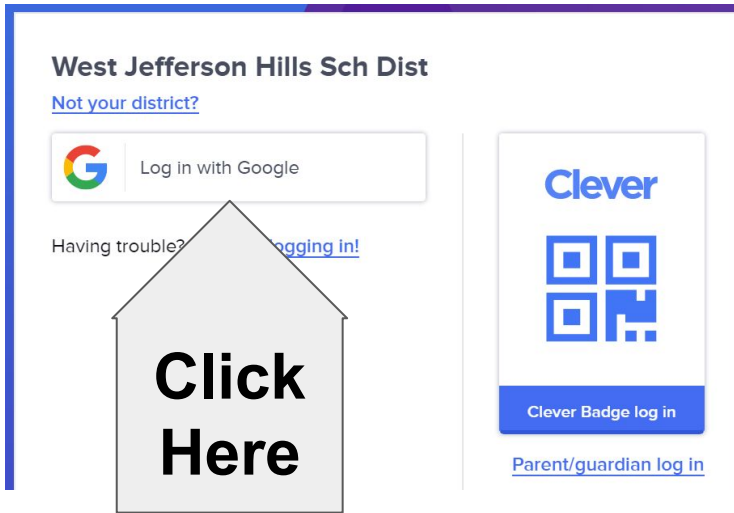 West Jefferson Hills Sch Dist
Not your district?
Log in with Google
Having trouble? logging in!
Click
Here
Clever
Clever Badge log in
Parent/guardian log in